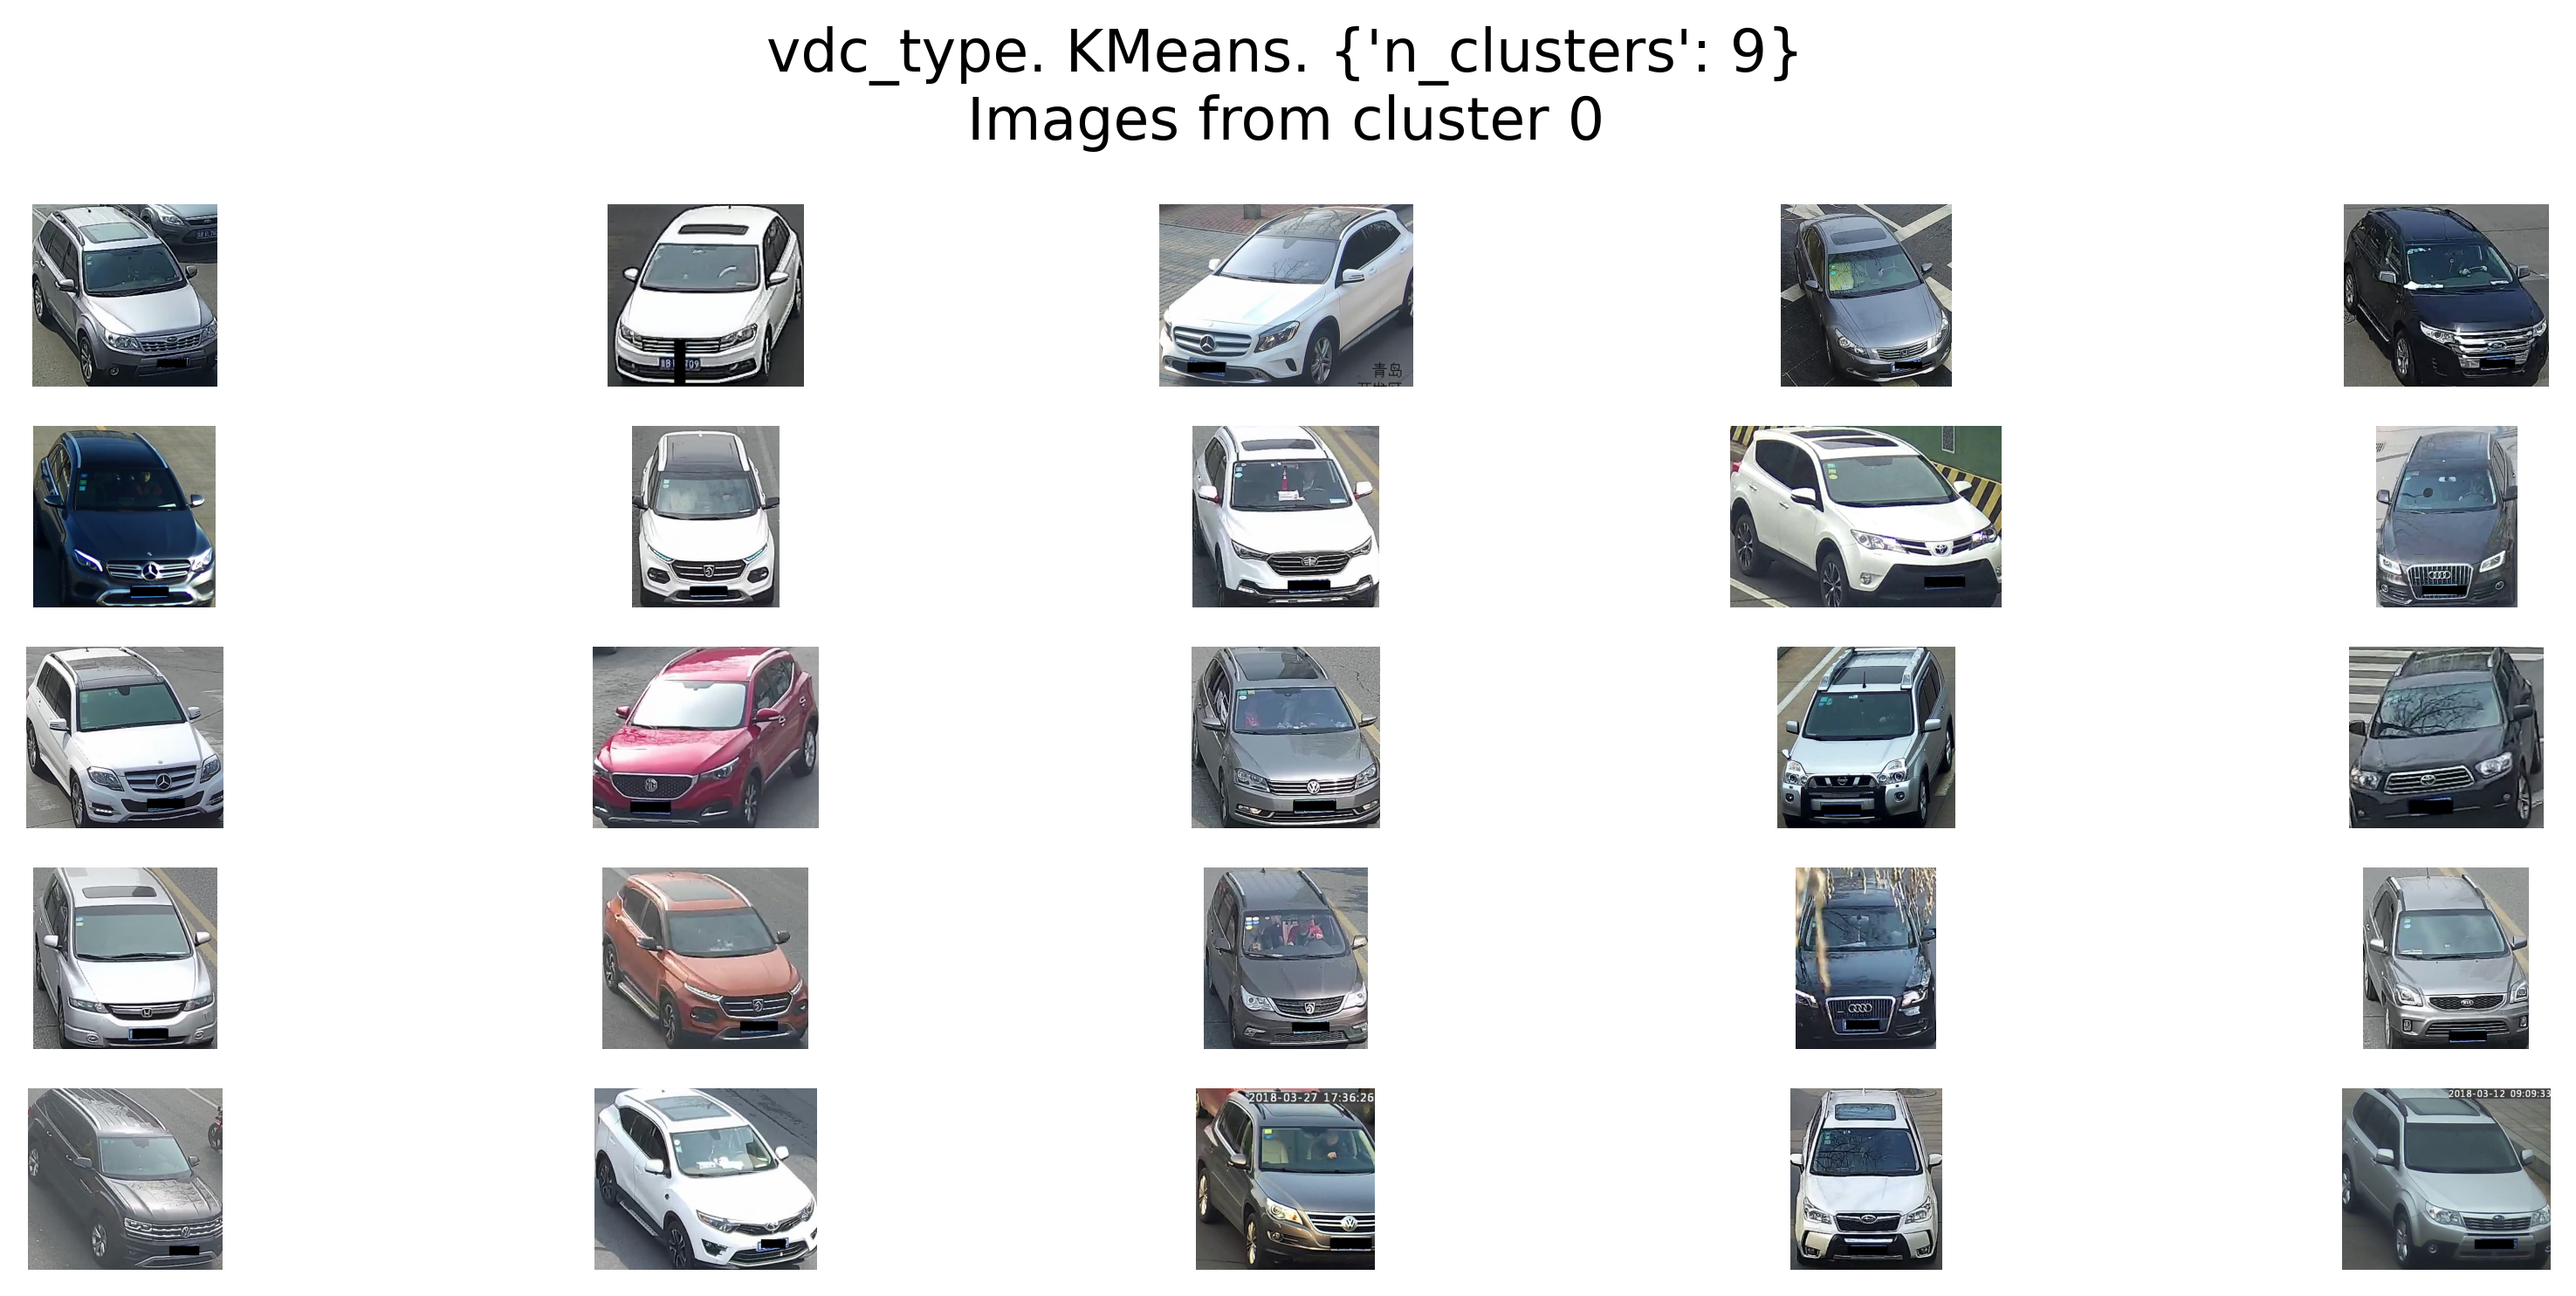 vdc_type. KMeans. {'n_clusters': 9}
Images from cluster 0
青岛
2018-03-27 17:36:26
2018-03-12 09:09:33